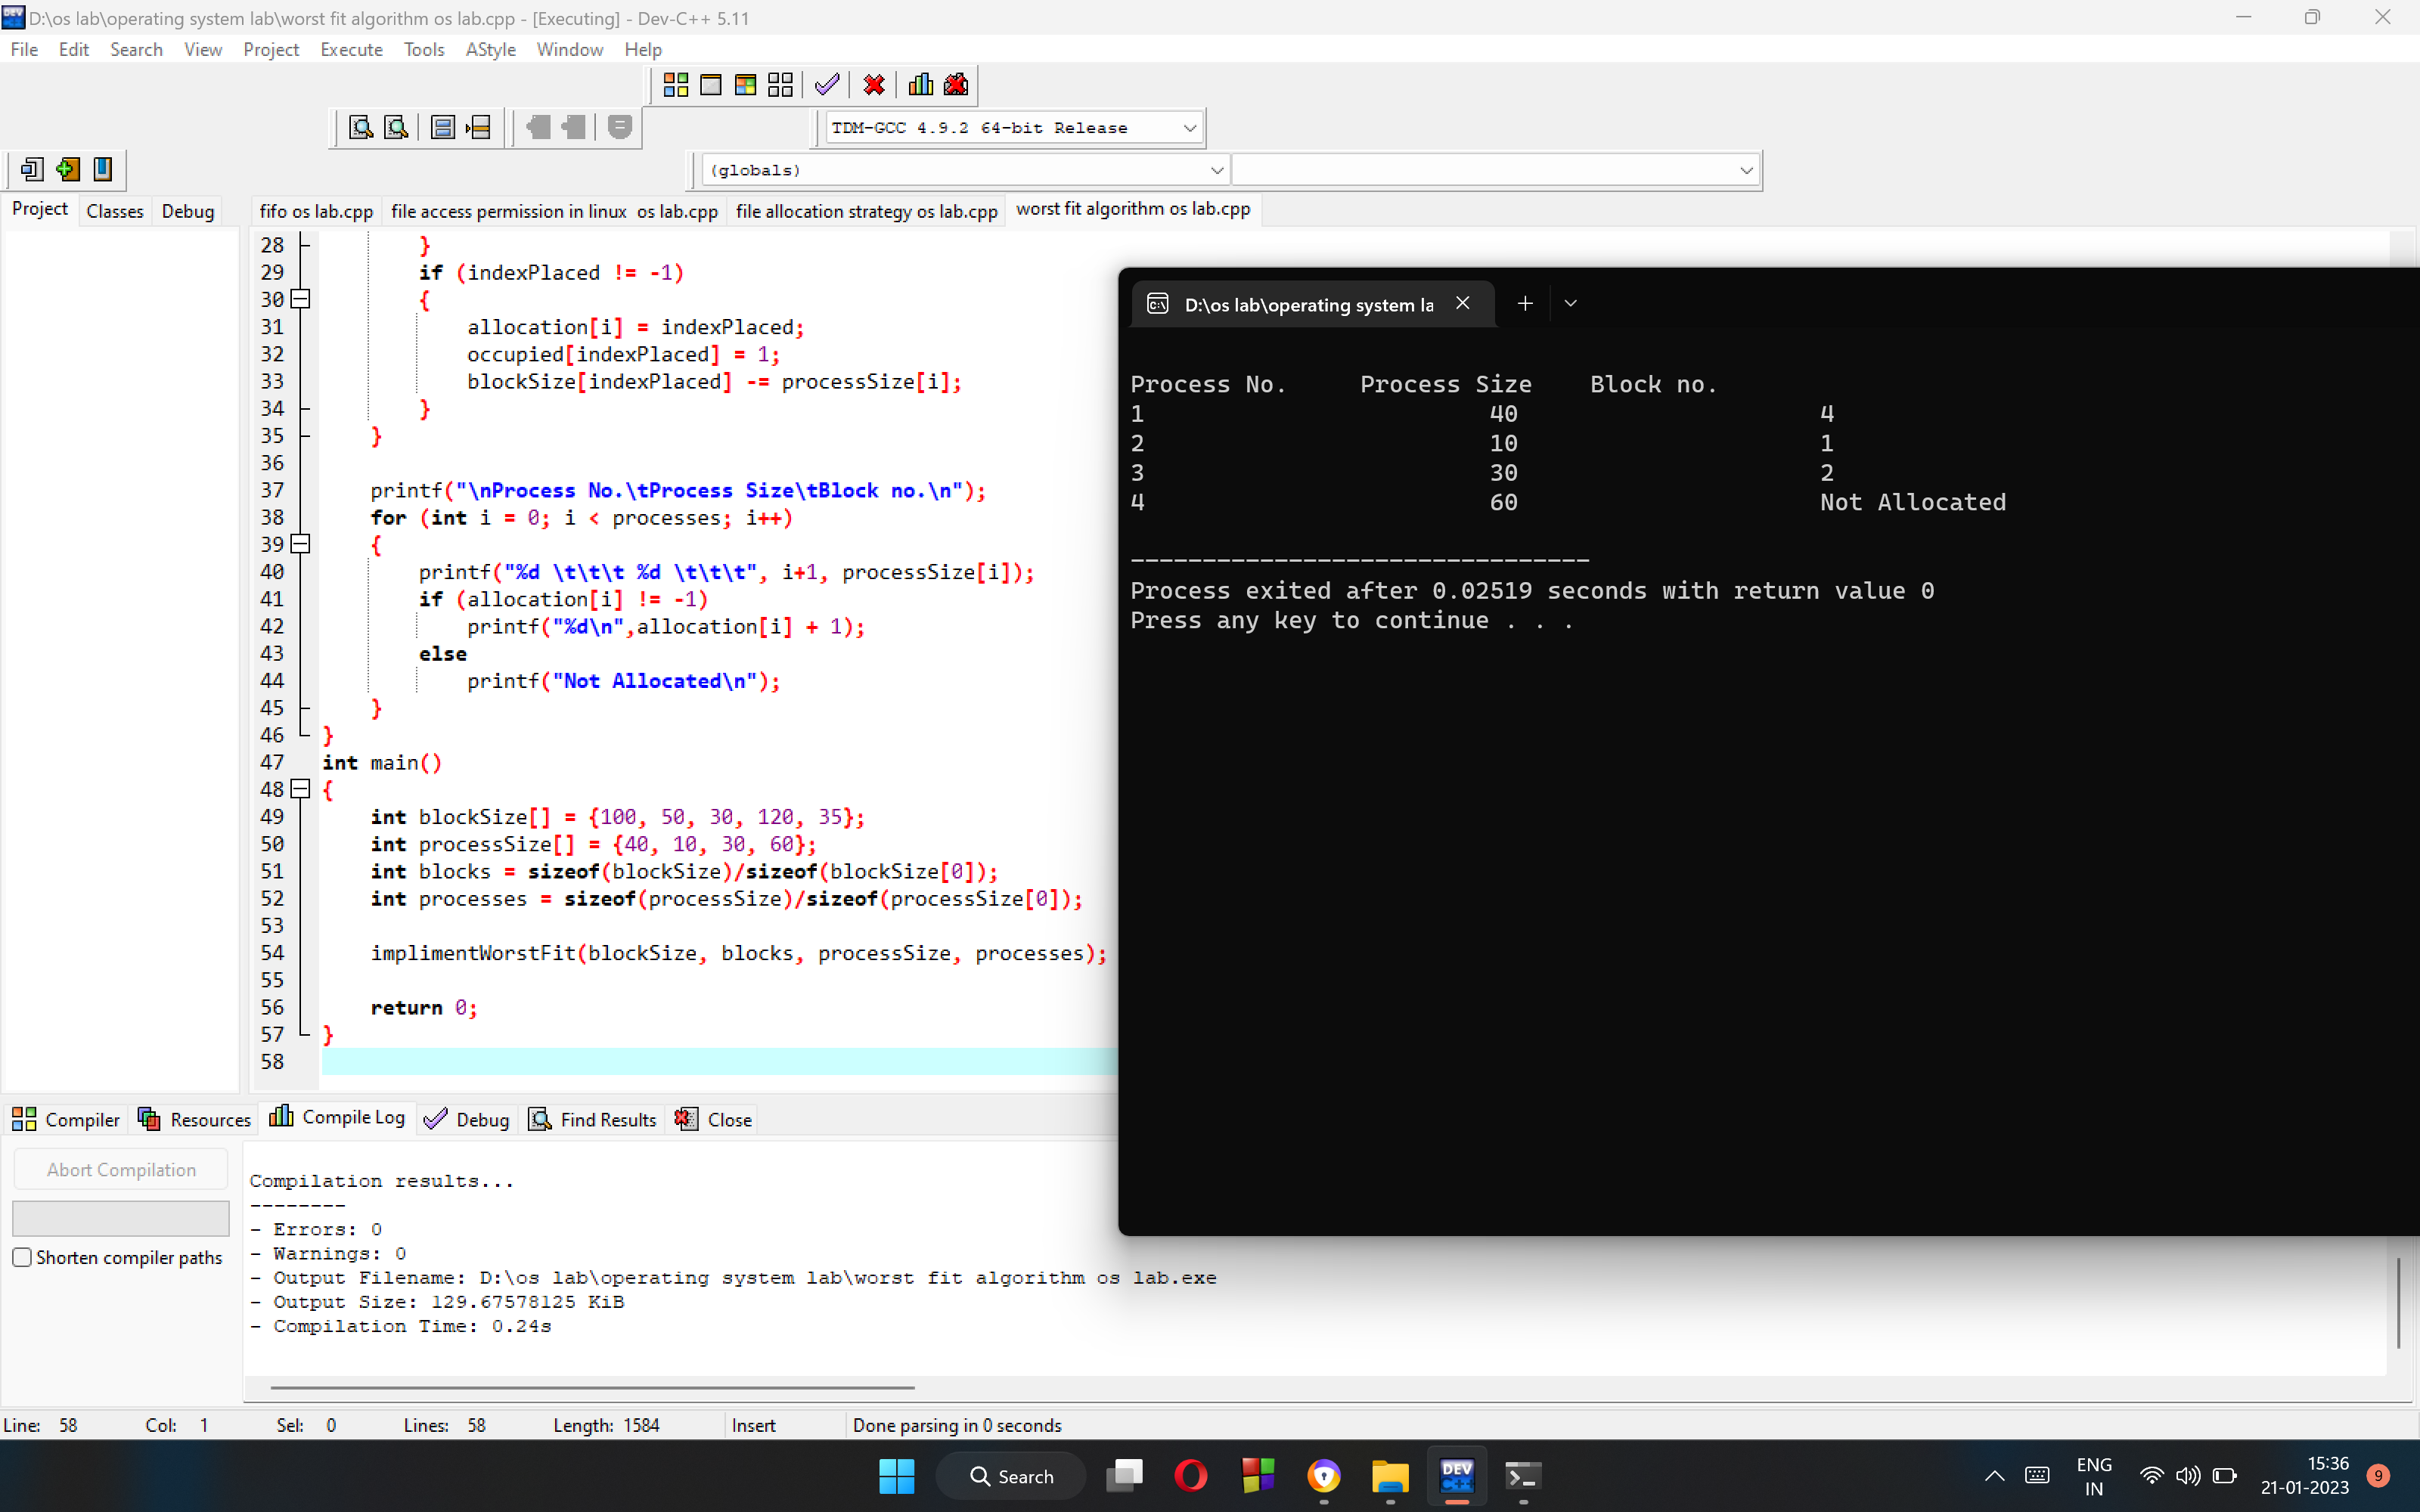 D:\os lab\operating system lab\worst fit algorithm os lab.cpp - [Executing] - Dev-C++ 5.11
File Edit Search View Project Execute Tools AStyle Window Help
TDM-GCC 4.9.2 64-bit Release
(globals)
Project Classes Debug
fifo os lab.cpp file access permission in linux os lab.cpp file allocation strategy os lab.cpp worst fit algorithm os lab.cpp
28 }
29 if (indexPlaced != -1)
30 {
31 allocation[i] = indexPlaced;
32 occupied[indexPlaced] = 1;
33 blockSize[indexPlaced] -= processSize[i];
34 }
35 }
36
37 printf("\nProcess No.\tProcess Size\tBlock no.\n");
38 for (int i = 0; i < processes; i++)
39 {
40 printf("%d \t\t\t %d \t\t\t", i+1, processSize[i]);
41 if (allocation[i] != -1)
42 printf("%d\n",allocation[i] + 1);
43 else
44 printf("Not Allocated\n");
45 }
46 }
47 int main()
48 {
49 int blockSize[] = {100, 50, 30, 120, 35};
50 int processSize[] = {40, 10, 30, 60};
51 int blocks = sizeof(blockSize)/sizeof(blockSize[0]);
52 int processes = sizeof(processSize)/sizeof(processSize[0]);
53
54 implimentWorstFit(blockSize, blocks, processSize, processes);
55
56 return 0;
57 }
58
D:\os lab\operating system la
Process No. Process Size Block no.
1 40 4
2 10 1
3 30 2
4 60 Not Allocated
--------------------------------
Process exited after 0.02519 seconds with return value 0
Press any key to continue . . .
Compiler Resources Compile Log Debug Find Results Close
Abort Compilation
Shorten compiler paths
Compilation results...
--------
- Errors: 0
- Warnings: 0
- Output Filename: D:\os lab\operating system lab\worst fit algorithm os lab.exe
- Output Size: 129.67578125 KiB
- Compilation Time: 0.24s
Line: 58 Col: 1 Sel: 0 Lines: 58 Length: 1584 Insert Done parsing in 0 seconds
Search
DEV C++
ENG
IN
15:36
21-01-2023
9